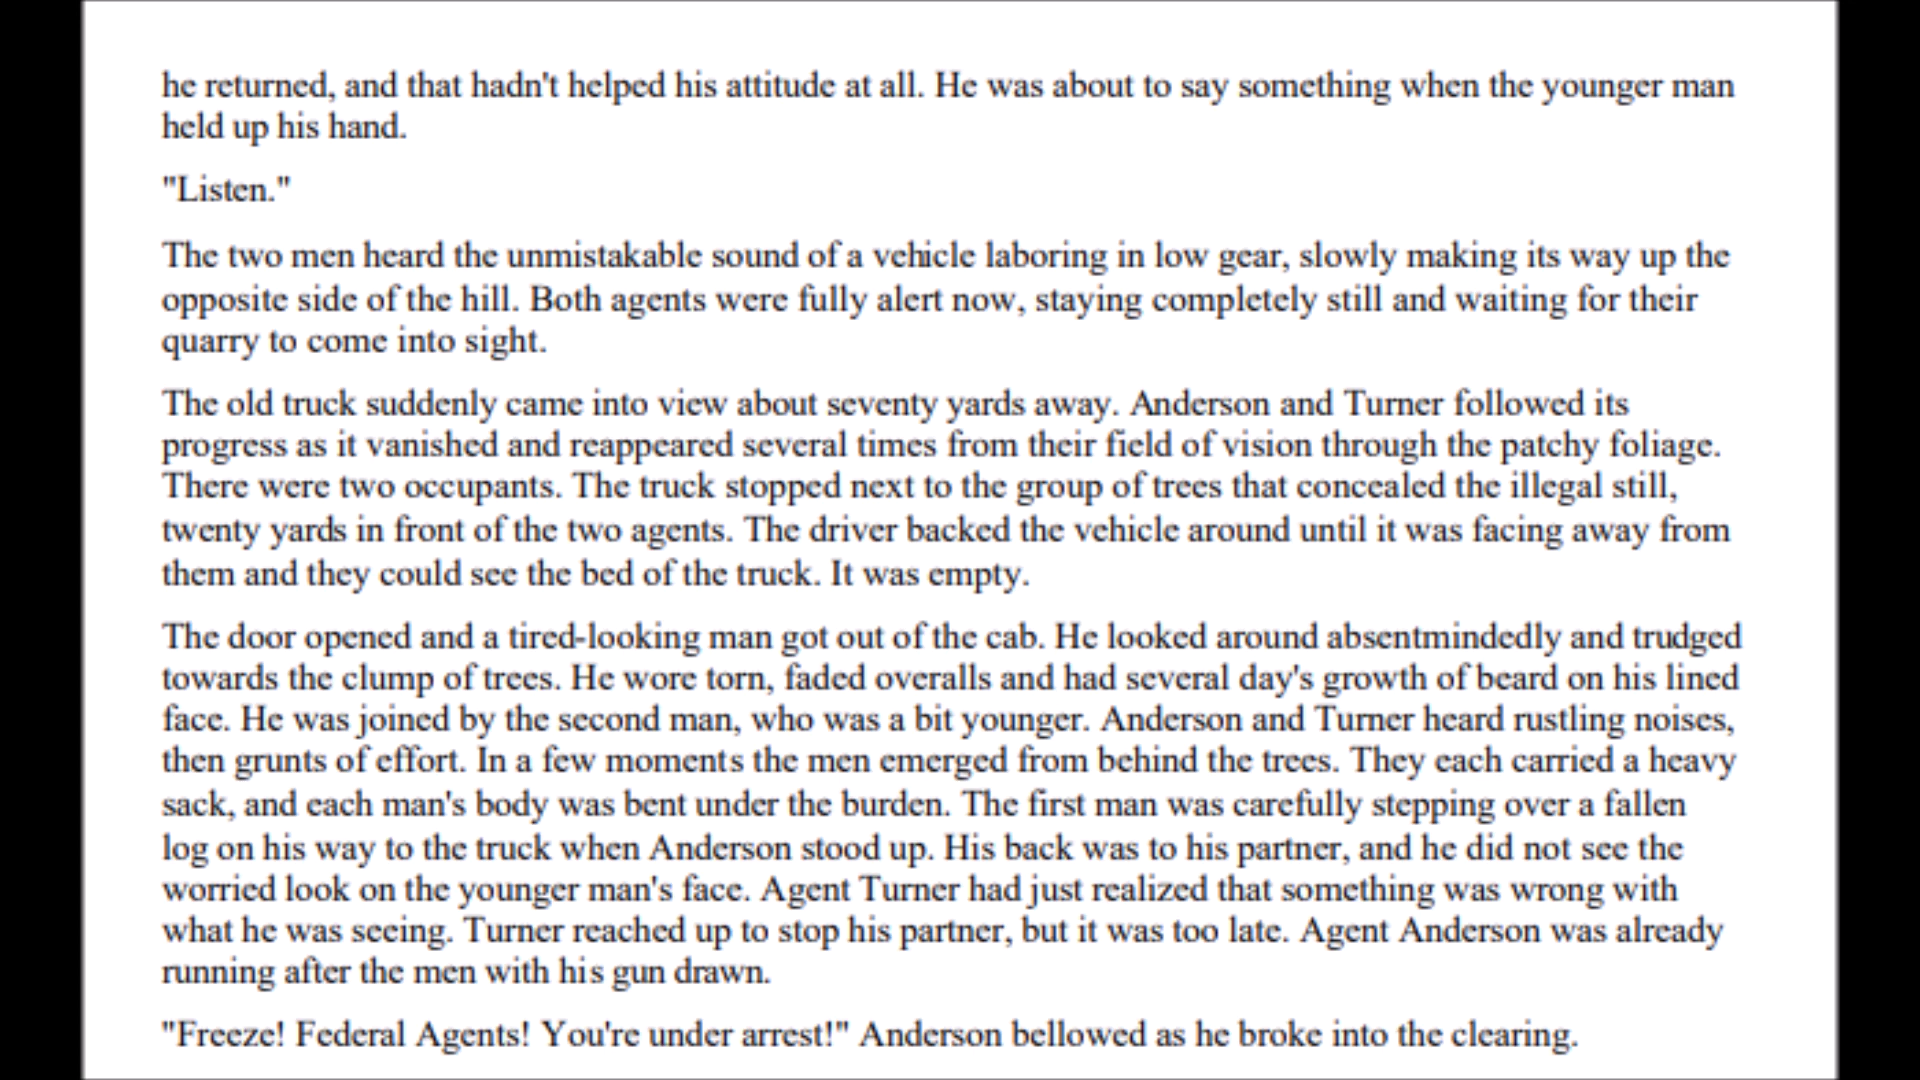 he returned, and that hadn't helped his attitude at all. He was about to say something when the younger man
held up his hand.
"Listen."
The two men heard the unmistakable sound of a vehicle laboring in low gear, slowly making its way up the
opposite side of the hill. Both agents were fully alert now, staying completely still and waiting for their
quarry to come into sight.
The old truck suddenly came into view about seventy yards away. Anderson and Turner followed its
progress as it vanished and reappeared several times from their field of vision through the patchy foliage.
There were two occupants. The truck stopped next to the group of trees that concealed the illegal still,
twenty yards in front of the two agents. The driver backed the vehicle around until it was facing away from
them and they could see the bed of the truck. It was empty.
The door opened and a tired-looking man got out of the cab. He looked around absentmindedly and trudged
towards the clump of trees. He wore torn, faded overalls and had several day's growth of beard on his lined
face. He was joined by the second man, who was a bit younger. Anderson and Turner heard rustling noises,
then grunts of effort. In a few moments the men emerged from behind the trees. They each carried a heavy
sack, and each man's body was bent under the burden. The first man was carefully stepping over a fallen
log on his way to the truck when Anderson stood up. His back was to his partner, and he did not see the
worried look on the younger man's face. Agent Turner had just realized that something was wrong with
what he was seeing. Turner reached up to stop his partner, but it was too late. Agent Anderson was already
running after the men with his gun drawn.
"Freeze! Federal Agents! You're under arrest!" Anderson bellowed as he broke into the clearing.